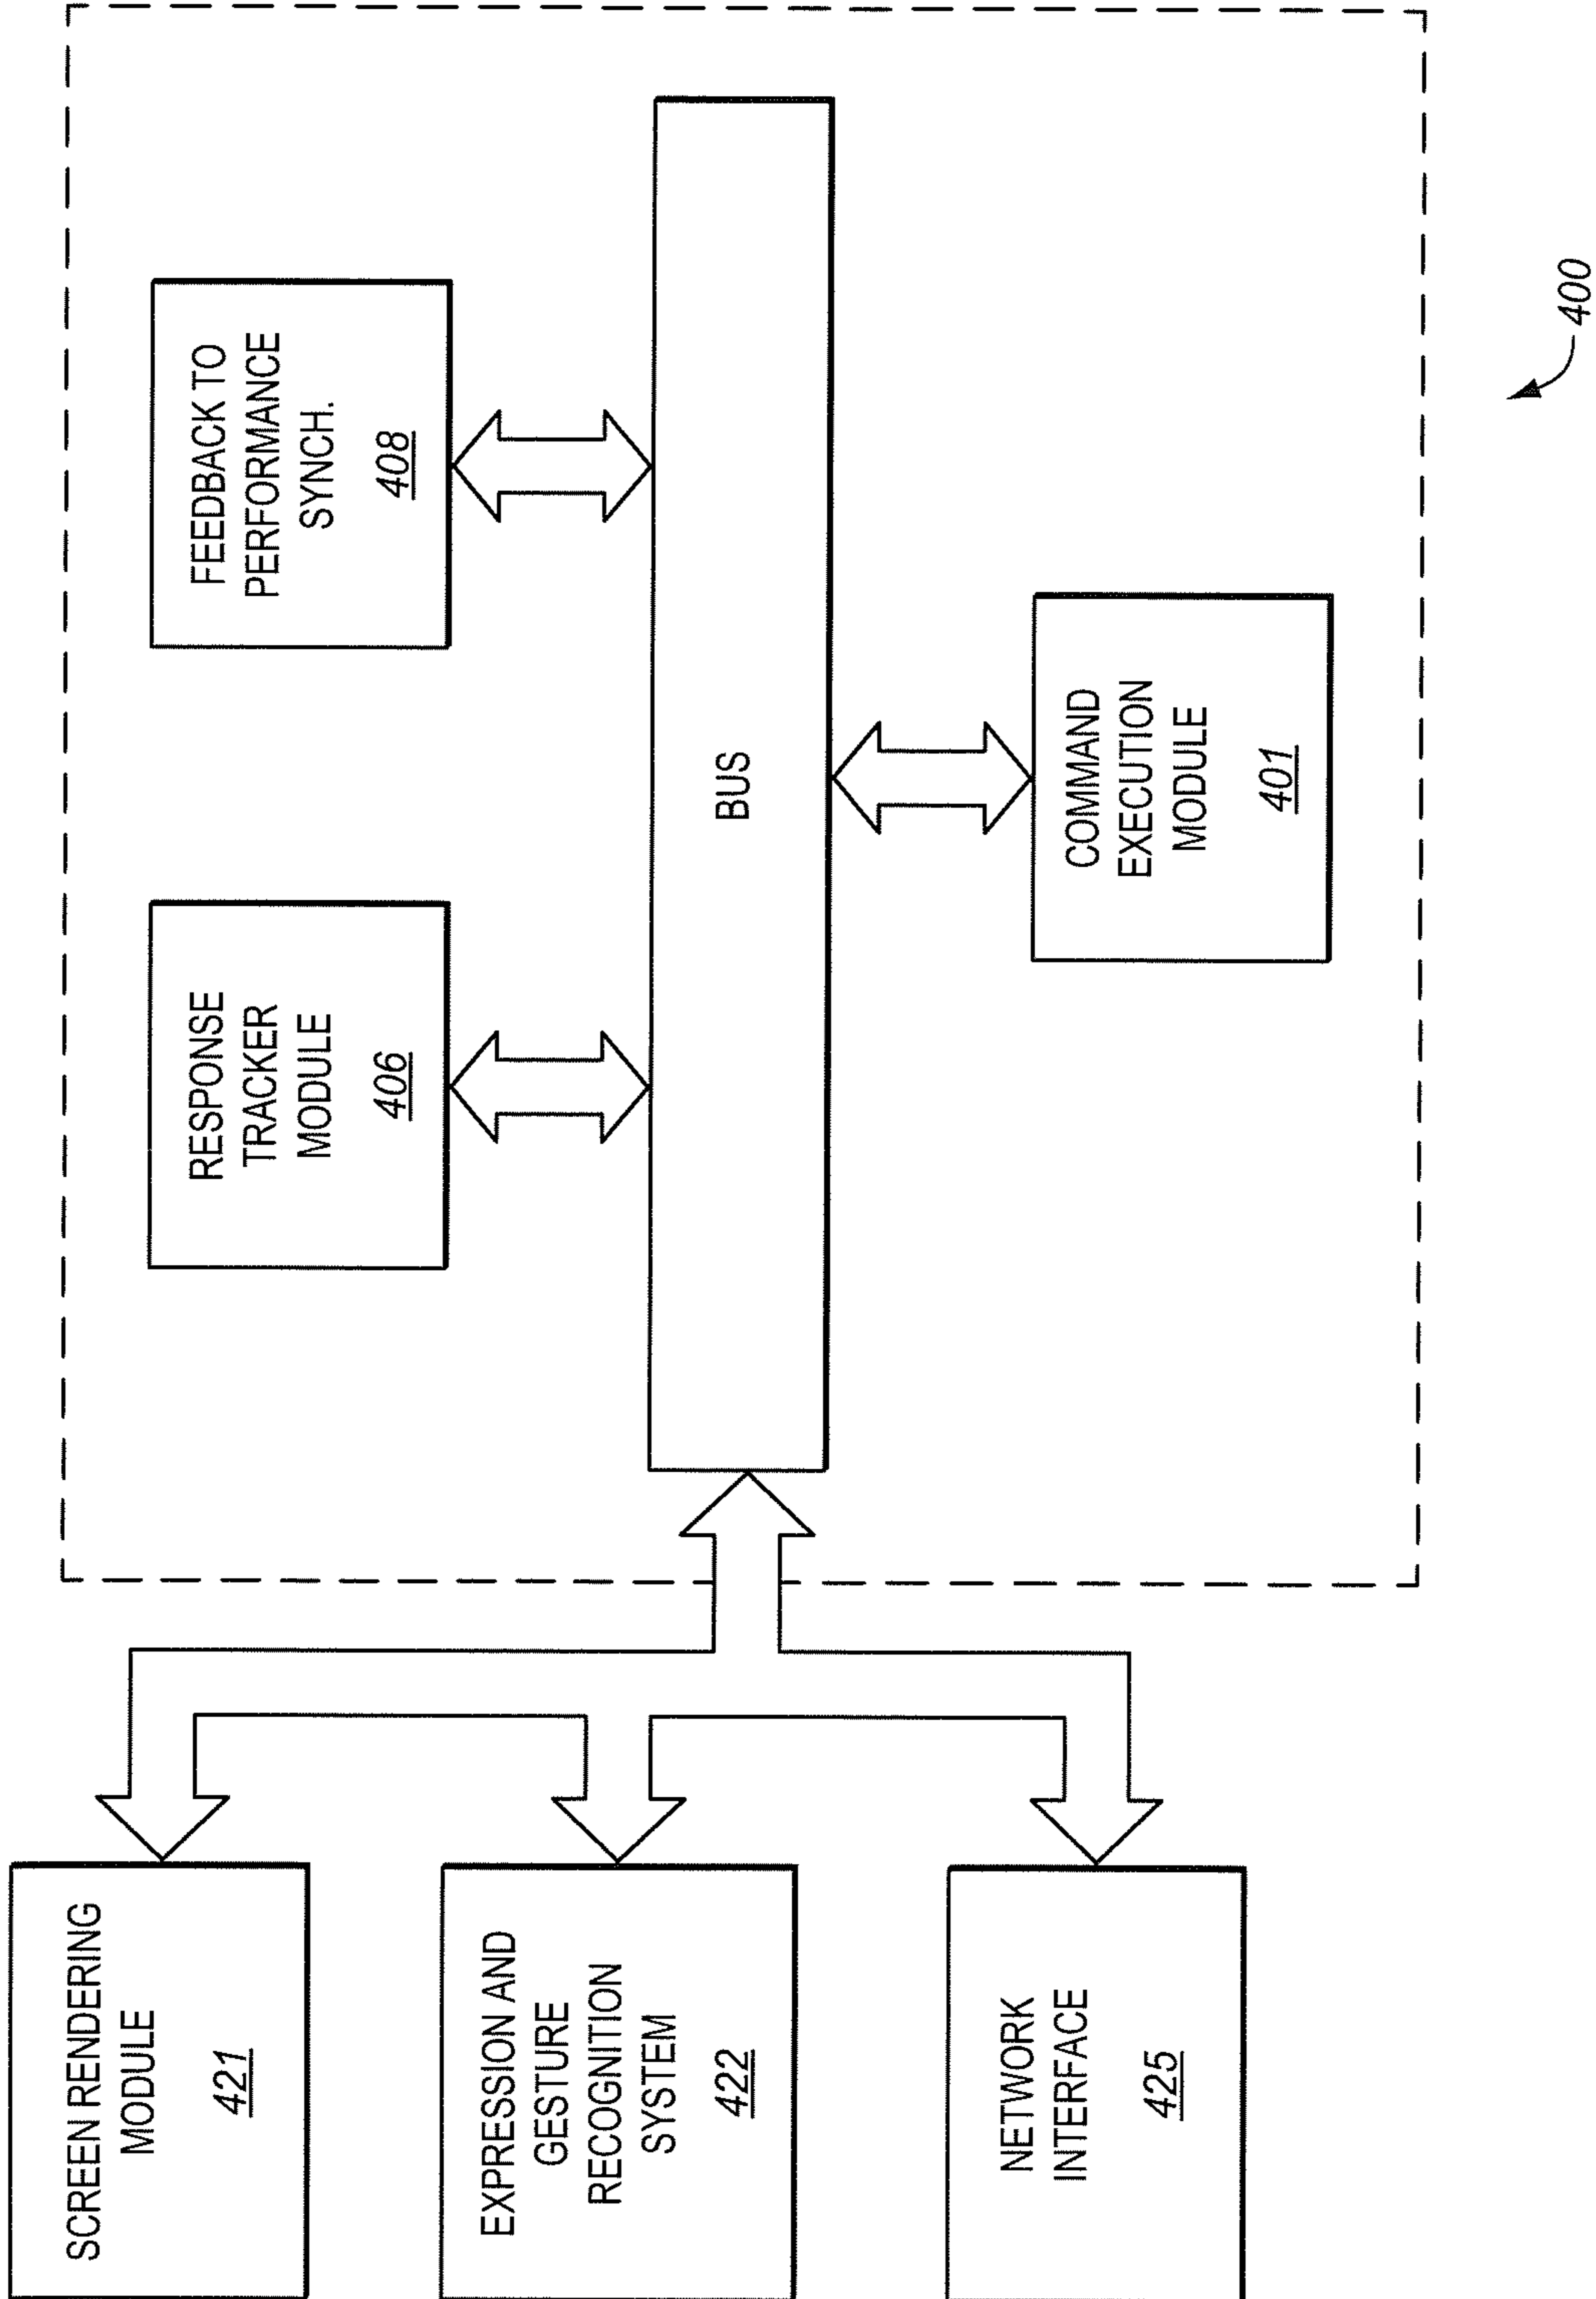 SCREEN RENDERING
MODULE
421
EXPRESSION AND
GESTURE
RECOGNITION
SYSTEM
422
NETWORK
INTERFACE
425
RESPONSE
TRACKER
MODULE
406
FEEDBACK TO
PERFORMANCE
SYNCH.
408
BUS
COMMAND
EXECUTION
MODULE
401
400